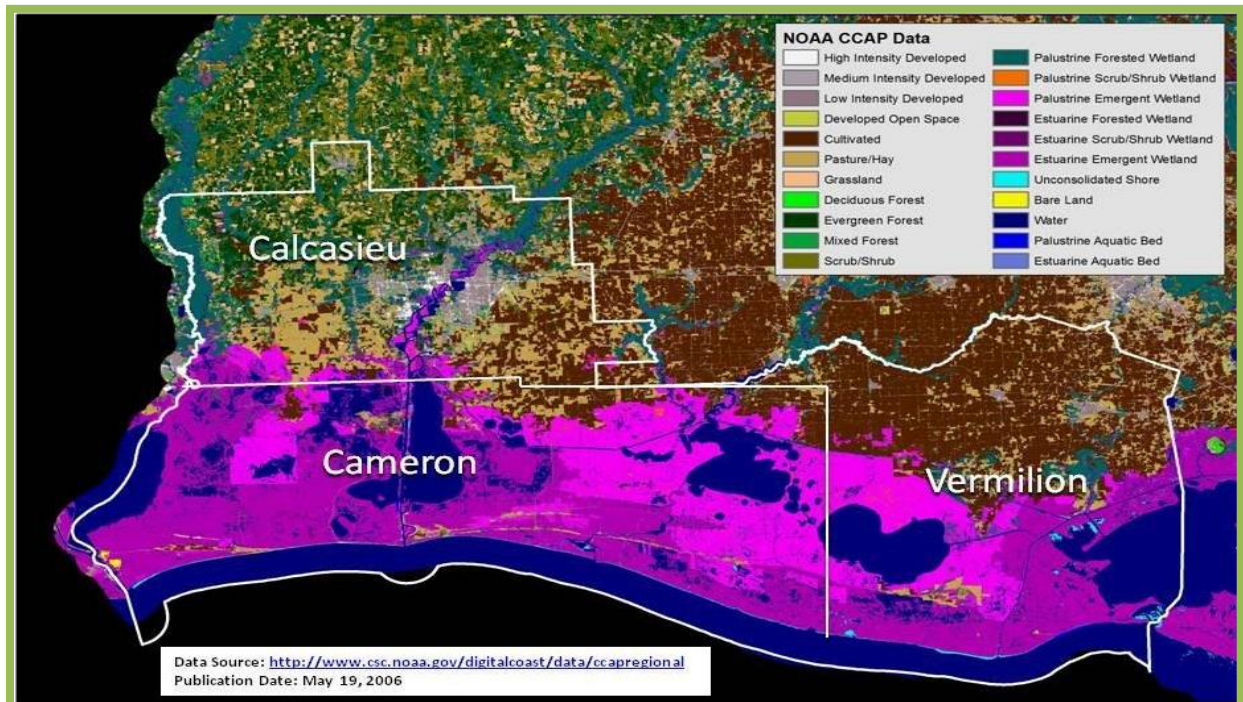 NOAA CCAP Data
High Intensity Developed
Medium Intensity Developed
Low Intensity Developed
Developed Open Space
Cultivated
Pasture/Hay
Grassland
Deciduous Forest
Evergreen Forest
Mixed Forest
Scrub/Shrub
Palustrine Forested Wetland
Palustrine Scrub/Shrub Wetland
Palustrine Emergent Wetland
Estuarine Forested Wetland
Estuarine Scrub/Shrub Wetland
Estuarine Emergent Wetland
Unconsolidated Shore
Bare Land
Water
Palustrine Aquatic Bed
Estuarine Aquatic Bed
Calcasieu
Cameron
Vermilion
Data Source: http://www.csc.noaa.gov/digitalcoast/data/ccapregional
Publication Date: May 19, 2006